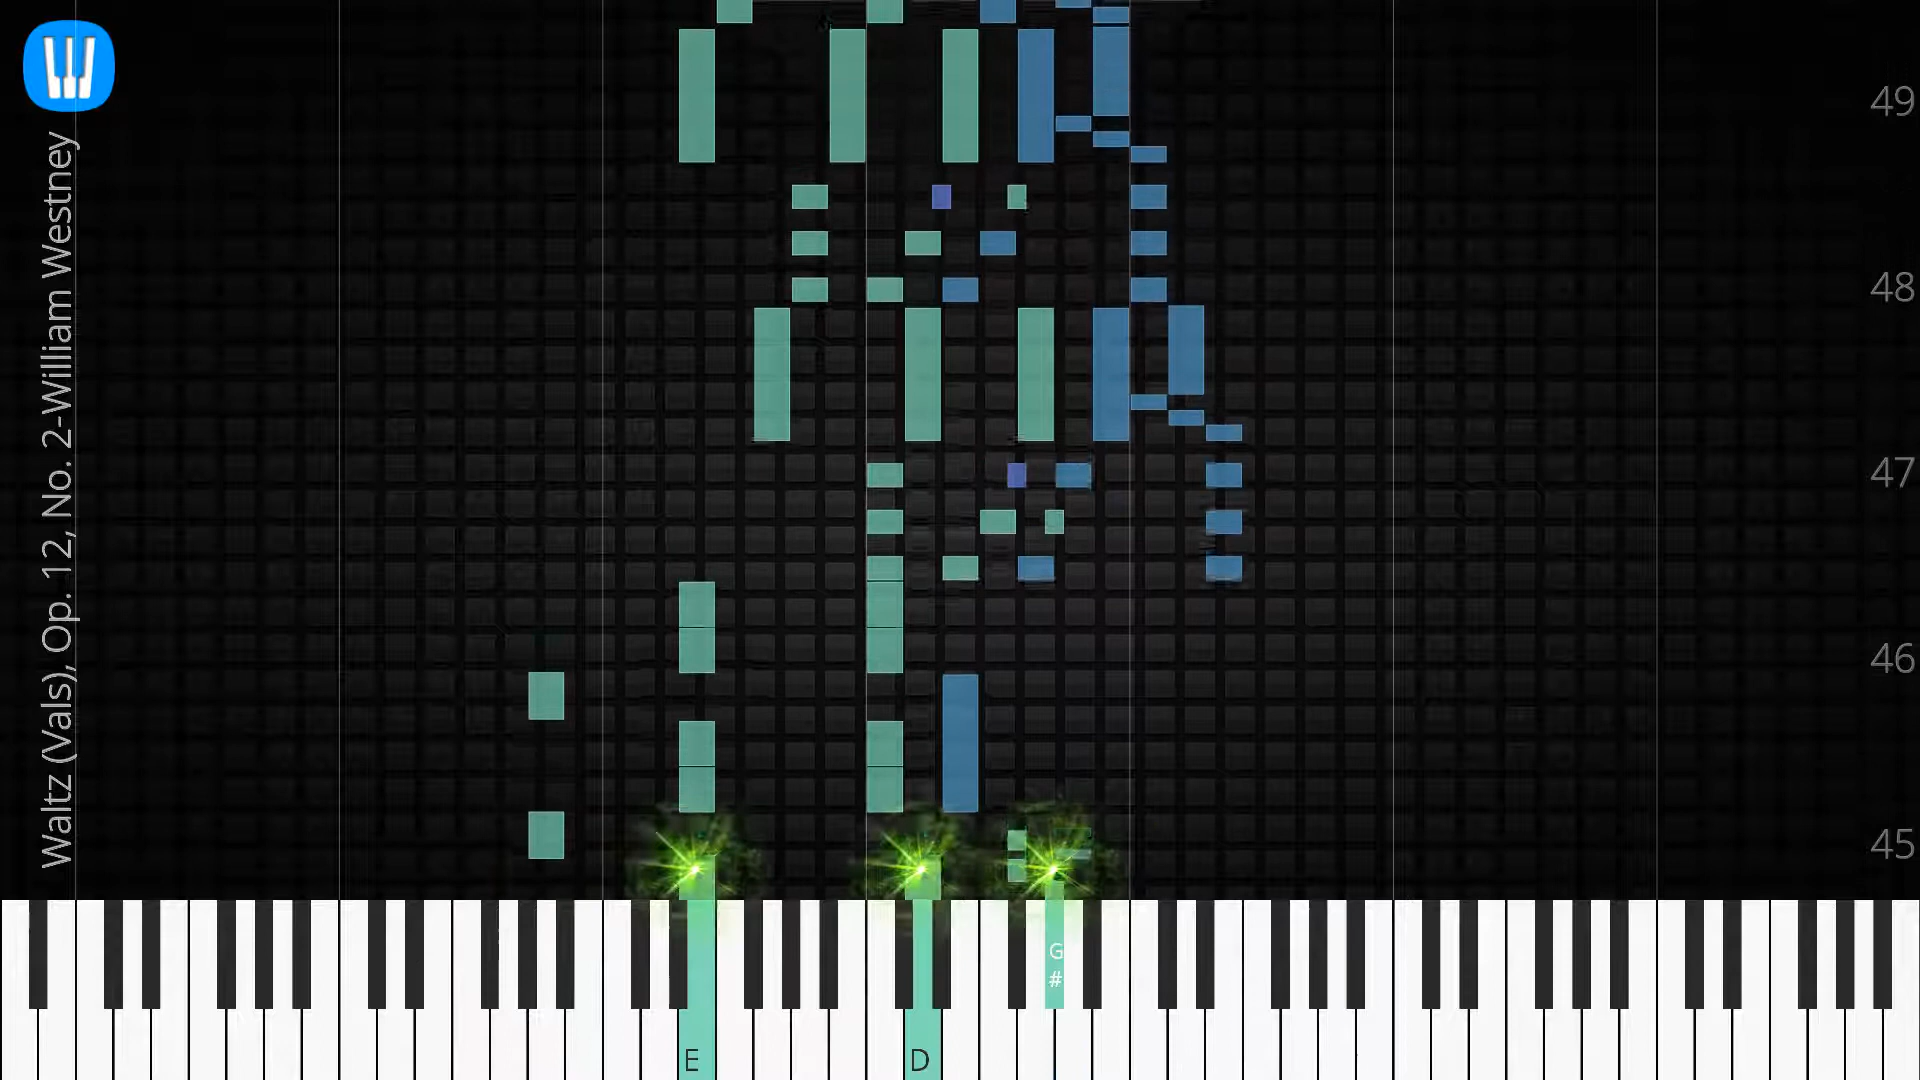 Waltz (Vals), Op. 12, No. 2-William Westney
49
48
47
46
45
G
#
E
D